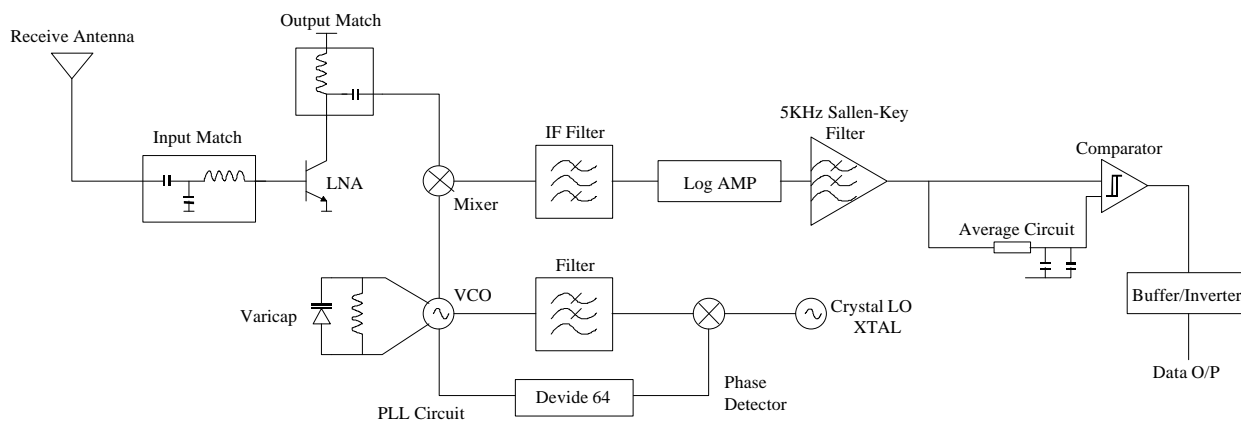 Output Match
Receive Antenna
Input Match
LNA
Mixer
IF Filter
Log AMP
5KHz Sallen-Key
Filter
Comparator
Average Circuit
Buffer/Inverter
Data O/P
Varicap
VCO
Filter
Crystal LO
XTAL
Devide 64
Phase
Detector
PLL Circuit